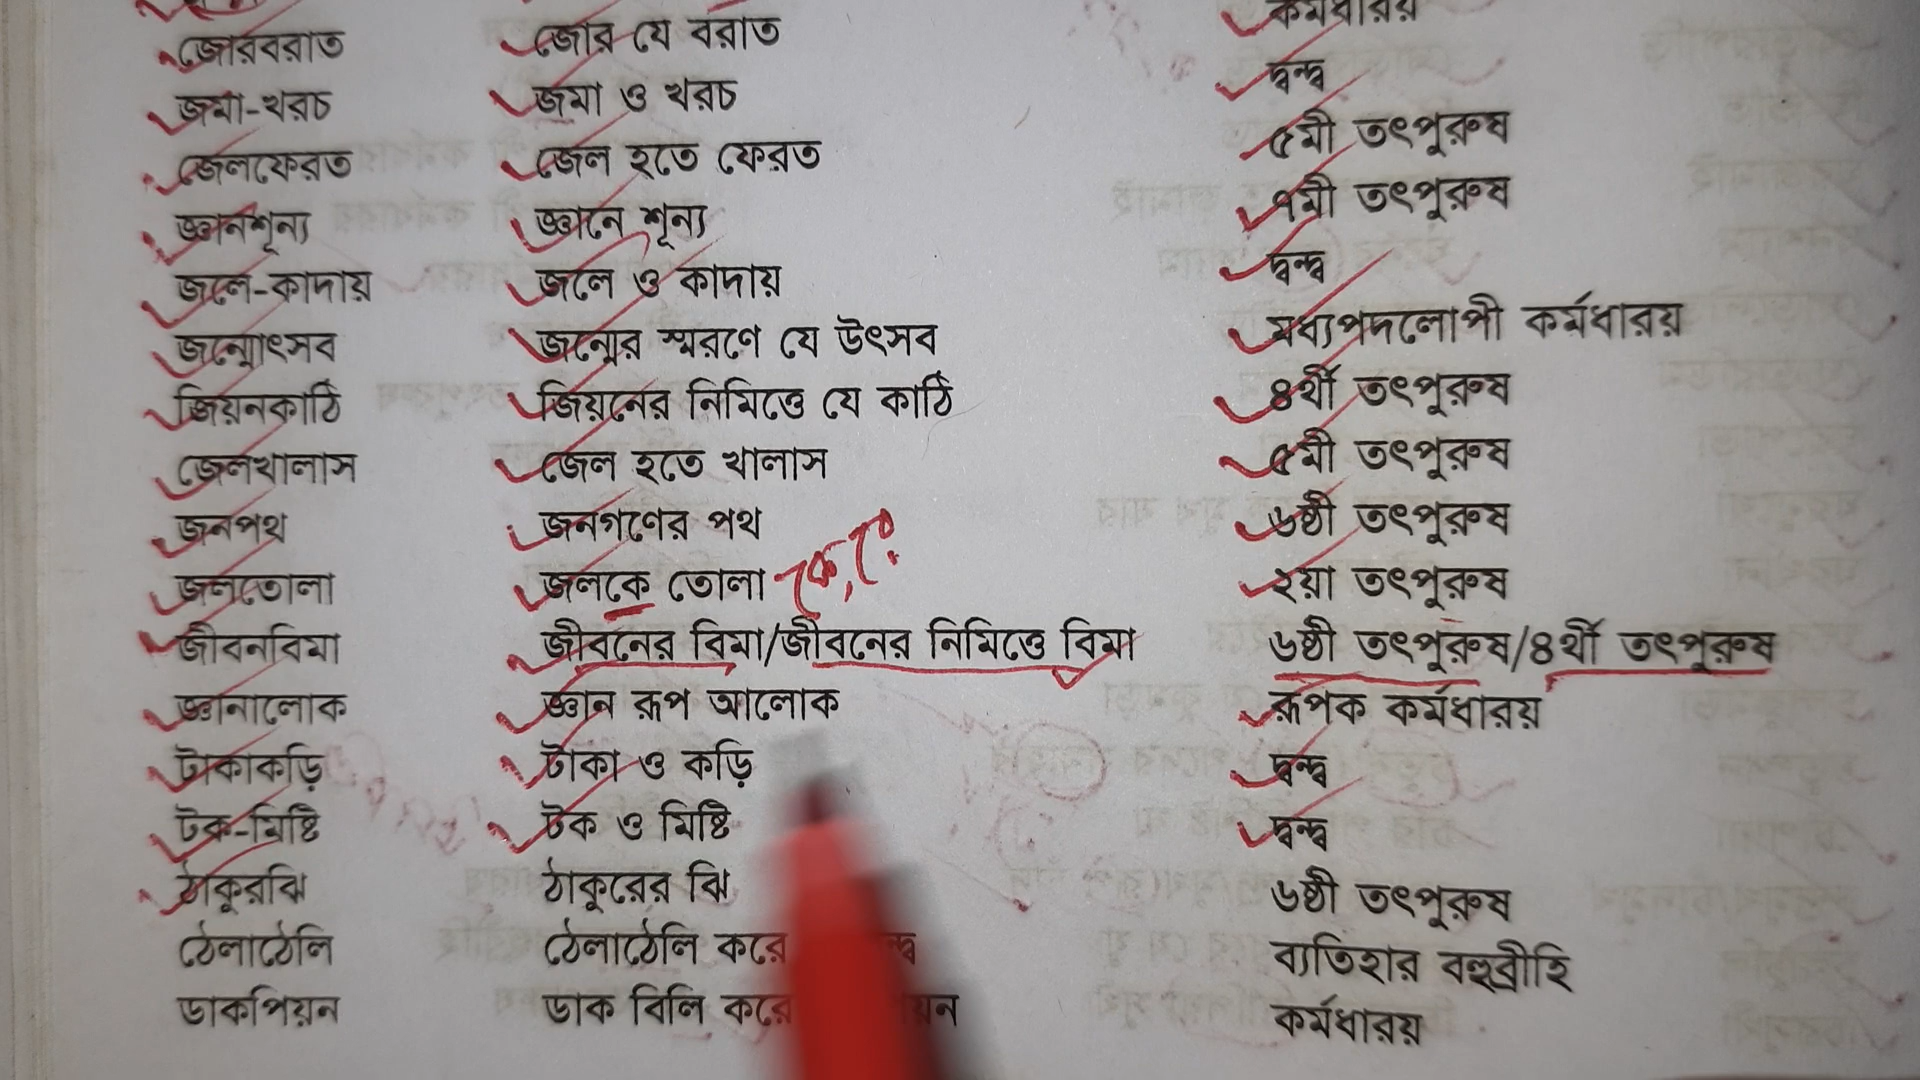 জোরবরাত জোর যে বরাত কর্মধারয়
জমা-খরচ জমা ও খরচ দ্বন্দ্ব
জেলফেরত জেল হতে ফেরত ৫মী তৎপুরুষ
জ্ঞানশূন্য জ্ঞানে শূন্য ৭মী তৎপুরুষ
জলে-কাদায় জলে ও কাদায় দ্বন্দ্ব
জন্মোৎসব জন্মের স্মরণে যে উৎসব মধ্যপদলোপী কর্মধারয়
জিয়নকাঠি জিয়নের নিমিত্তে যে কাঠি ৪র্থী তৎপুরুষ
জেলখালাস জেল হতে খালাস ৫মী তৎপুরুষ
জনপথ জনগণের পথ ৬ষ্ঠী তৎপুরুষ
জলতোলা জলকে তোলা কে, রে ২য়া তৎপুরুষ
জীবনবিমা জীবনের বিমা/জীবনের নিমিত্তে বিমা ৬ষ্ঠী তৎপুরুষ/৪র্থী তৎপুরুষ
জ্ঞানালোক জ্ঞান রূপ আলোক রূপক কর্মধারয়
টাকাকড়ি টাকা ও কড়ি দ্বন্দ্ব
টক-মিষ্টি টক ও মিষ্টি দ্বন্দ্ব
ঠাকুরঝি ঠাকুরের ঝি ৬ষ্ঠী তৎপুরুষ
ঠেলাঠেলি ঠেলাঠেলি করে ব্যতিহার বহুব্রীহি
ডাকপিয়ন ডাক বিলি করে কর্মধারয়